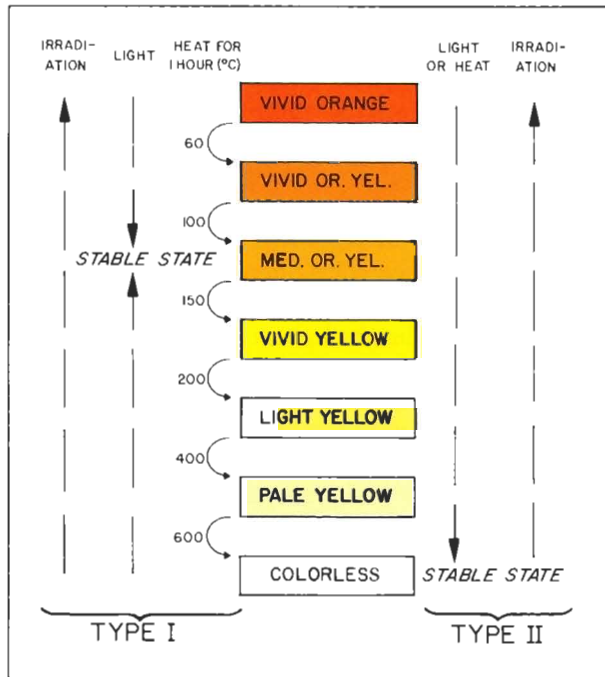 IRRADI-
ATION
LIGHT
HEAT FOR
1 HOUR (°C)
LIGHT
OR HEAT
IRRADI-
ATION
VIVID ORANGE
60
VIVID OR. YEL.
100
STABLE STATE
MED. OR. YEL.
150
VIVID YELLOW
200
LIGHT YELLOW
400
PALE YELLOW
600
COLORLESS
STABLE STATE
TYPE I
TYPE II